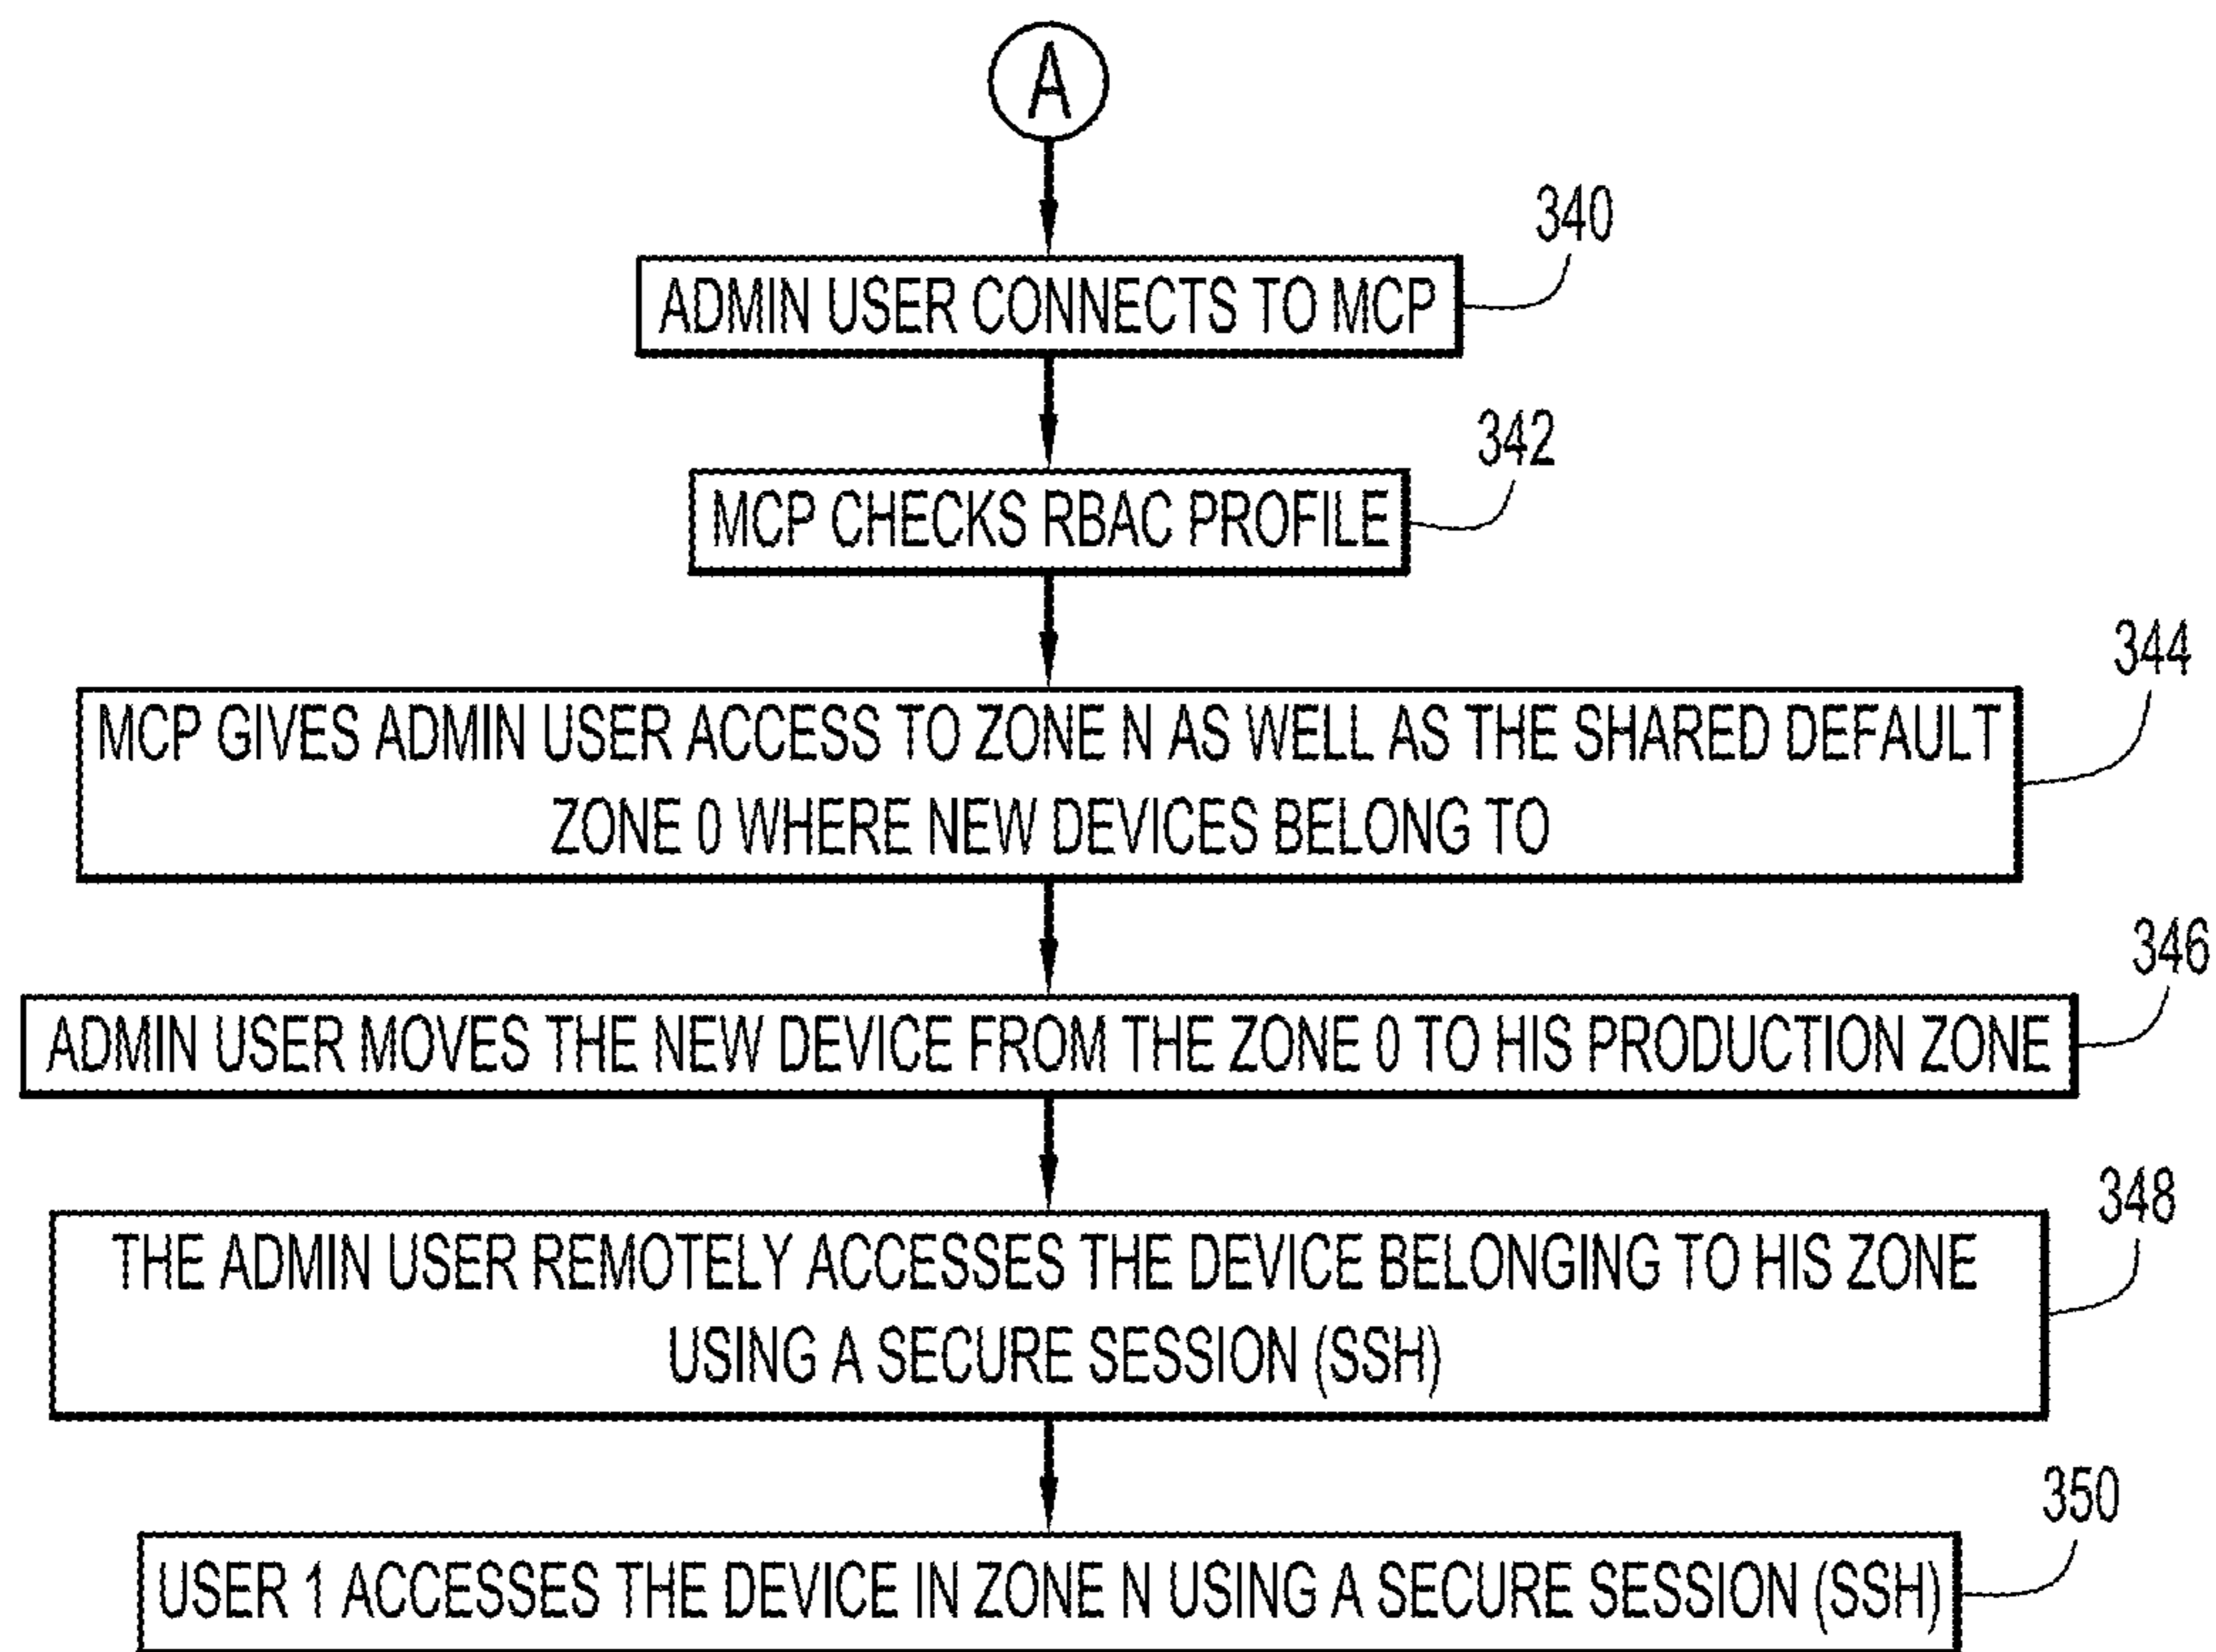 A
340
ADMIN USER CONNECTS TO MCP
342
MCP CHECKS RBAC PROFILE
344
MCP GIVES ADMIN USER ACCESS TO ZONE N AS WELL AS THE SHARED DEFAULT
ZONE 0 WHERE NEW DEVICES BELONG TO
346
ADMIN USER MOVES THE NEW DEVICE FROM THE ZONE 0 TO HIS PRODUCTION ZONE
348
THE ADMIN USER REMOTELY ACCESSES THE DEVICE BELONGING TO HIS ZONE
USING A SECURE SESSION (SSH)
350
USER 1 ACCESSES THE DEVICE IN ZONE N USING A SECURE SESSION (SSH)